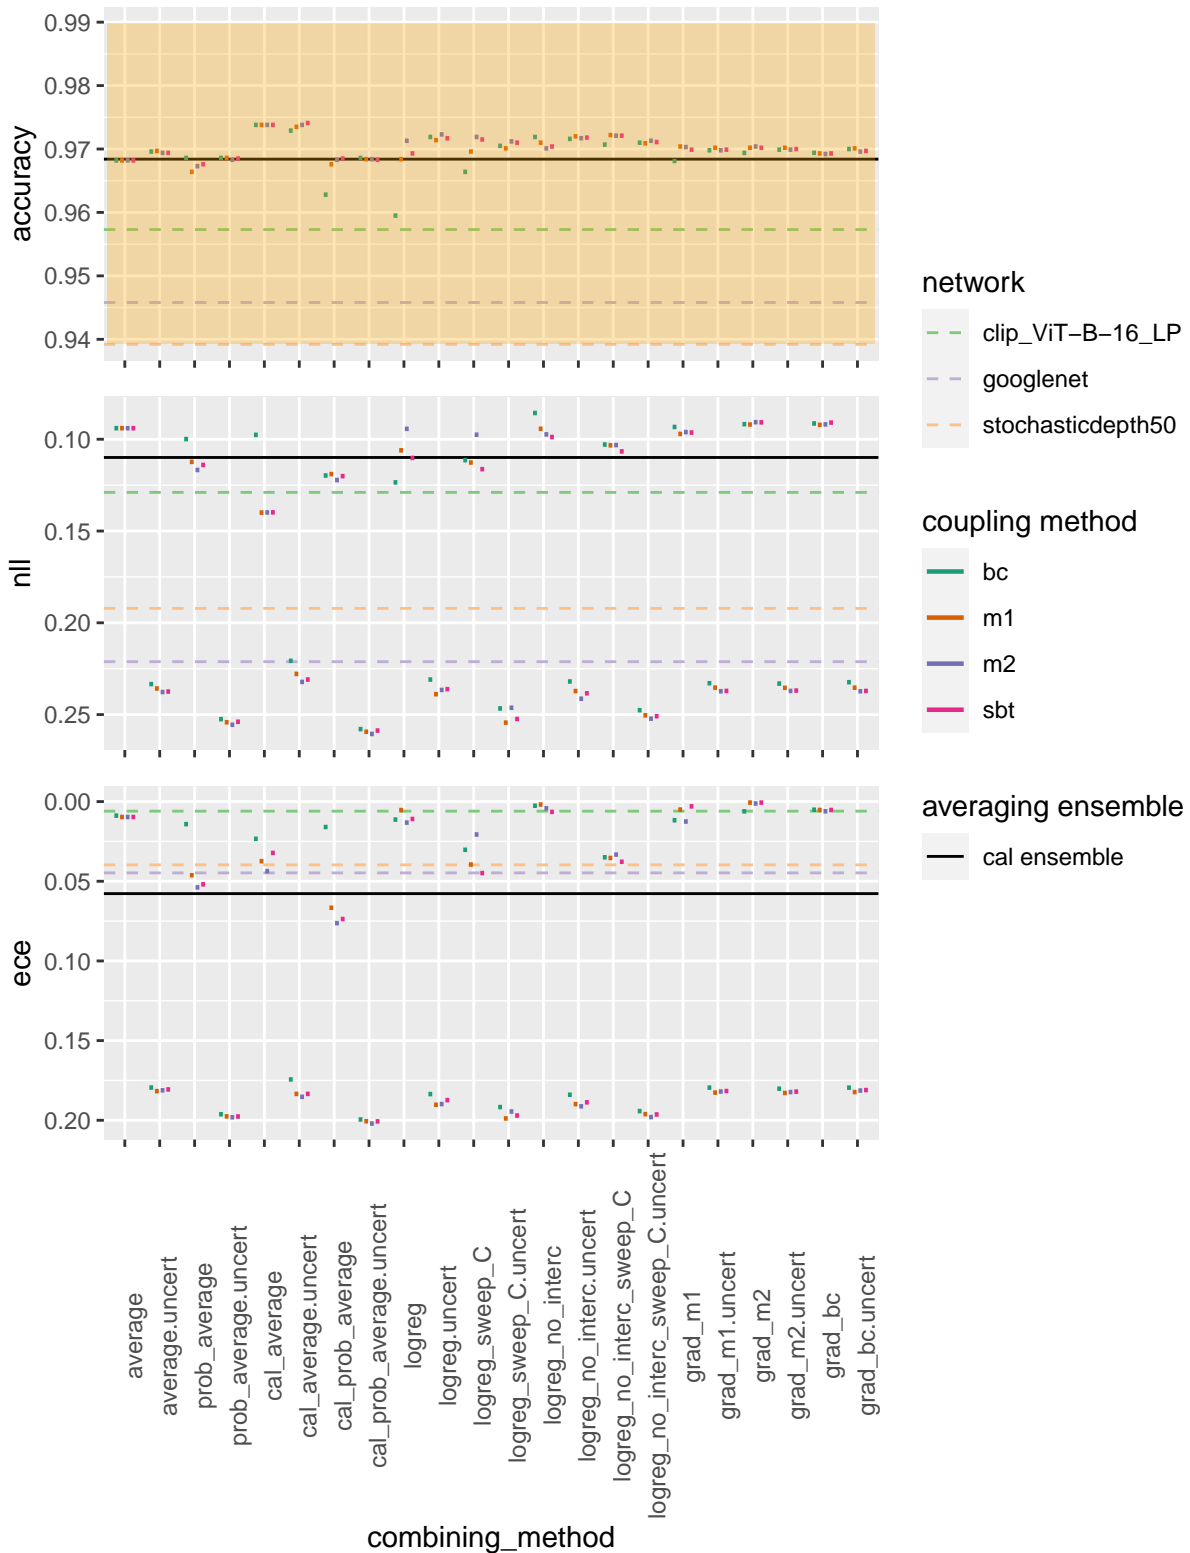 0.99
0.98
0.97
0.96
0.95
0.94
accuracy
0.10
0.15
0.20
0.25
nll
0.00
0.05
0.10
0.15
0.20
ece
average
average.uncert
prob_average
prob_average.uncert
cal_average
cal_average.uncert
cal_prob_average
cal_prob_average.uncert
logreg
logreg.uncert
logreg_sweep_C
logreg_sweep_C.uncert
logreg_no_interc
logreg_no_interc.uncert
logreg_no_interc_sweep_C
logreg_no_interc_sweep_C.uncert
grad_m1
grad_m1.uncert
grad_m2
grad_m2.uncert
grad_bc
grad_bc.uncert
combining_method
network
clip_ViT−B−16_LP
googlenet
stochasticdepth50
coupling method
bc
m1
m2
sbt
averaging ensemble
cal ensemble